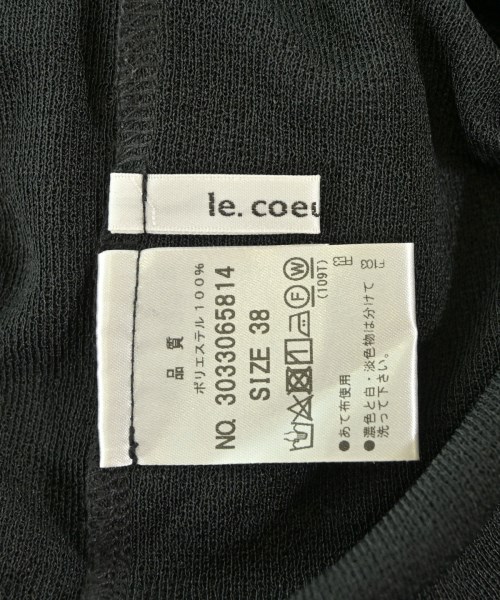 le. coeu
品質
ポリエステル100%
NO. 3033065814
SIZE 38
F W
(109T)
●あて布使用
●濃色と白・淡色物は分けて
洗って下さい。